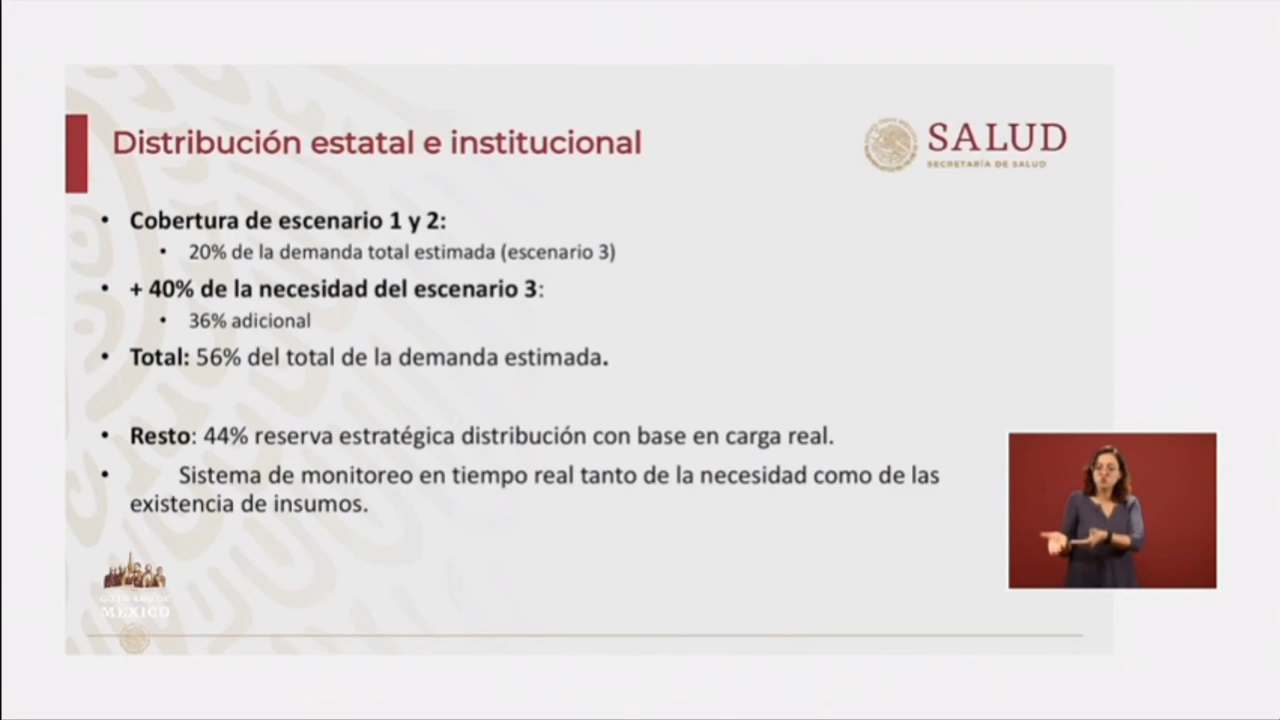 Distribución estatal e institucional
SALUD
SECRETARÍA DE SALUD
• Cobertura de escenario 1 y 2:
• 20% de la demanda total estimada (escenario 3)
• + 40% de la necesidad del escenario 3:
• 36% adicional
• Total: 56% del total de la demanda estimada.
• Resto: 44% reserva estratégica distribución con base en carga real.
• Sistema de monitoreo en tiempo real tanto de la necesidad como de las
existencia de insumos.
GOBIERNO DE
MÉXICO